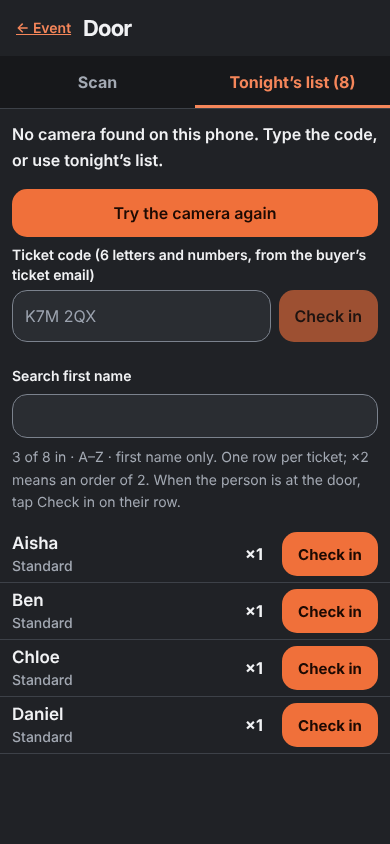 ← Event Door
Scan Tonight’s list (8)
No camera found on this phone. Type the code,
or use tonight’s list.
Try the camera again
Ticket code (6 letters and numbers, from the buyer’s
ticket email)
K7M 2QX Check in
Search first name
3 of 8 in · A–Z · first name only. One row per ticket; ×2
means an order of 2. When the person is at the door,
tap Check in on their row.
Aisha
Standard
×1 Check in
Ben
Standard
×1 Check in
Chloe
Standard
×1 Check in
Daniel
Standard
×1 Check in